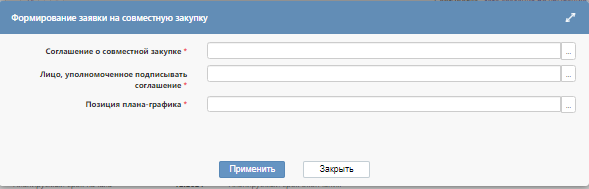 Формирование заявки на совместную закупку
Соглашение о совместной закупке *
...
Лицо, уполномоченное подписывать
соглашение *
...
Позиция плана-графика *
...
Применить
Закрыть